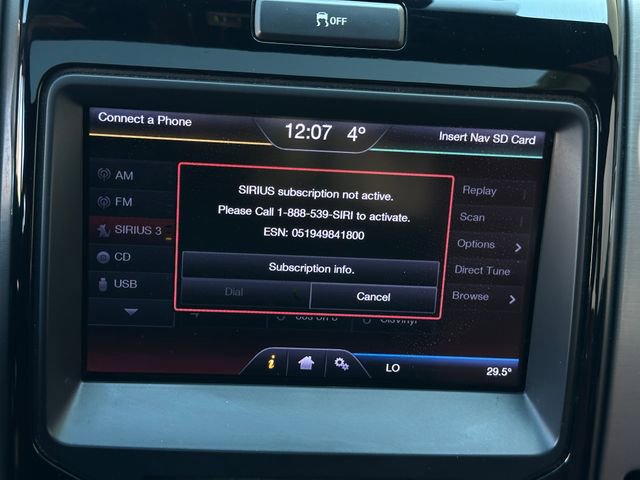 OFF
Connect a Phone
12:07 4°
Insert Nav SD Card
AM
FM
SIRIUS 3
CD
USB
SIRIUS subscription not active.
Please Call 1-888-539-SIRI to activate.
ESN: 051949841800
Subscription info.
Dial
Cancel
Replay
Scan
Options
Direct Tune
Browse
i
LO
29.5°